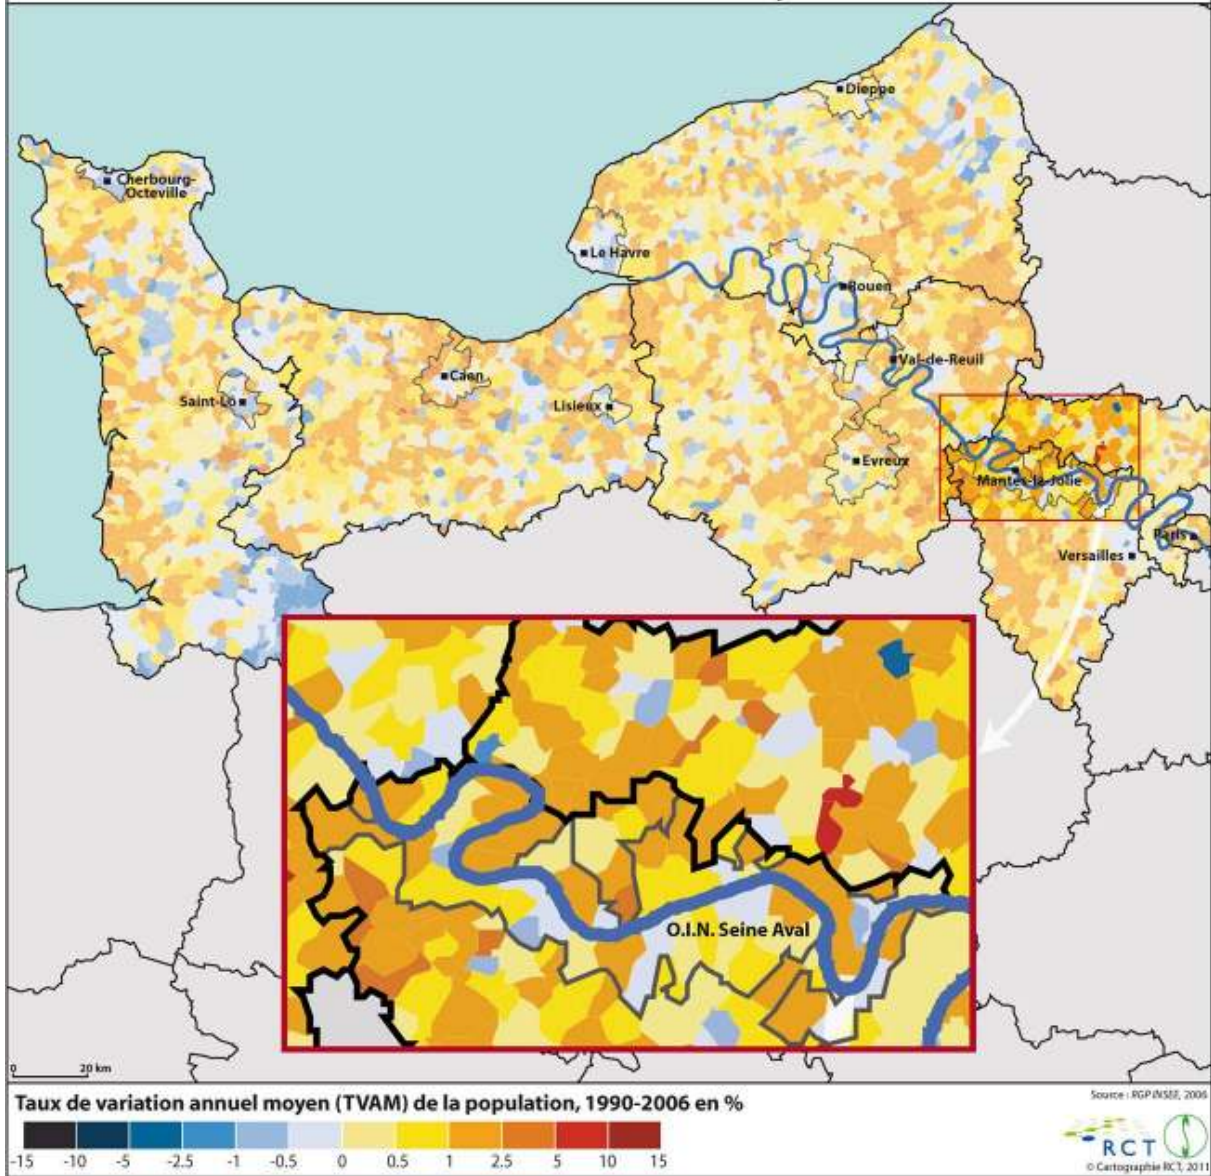 Dieppe
Cherbourg-
Octeville
Le Havre
Rouen
Val-de-Reuil
Caen
Saint-Lô
Lisieux
Evreux
Mantes-la-Jolie
Paris
Versailles
O.I.N. Seine Aval
0 20 km
Taux de variation annuel moyen (TVAM) de la population, 1990-2006 en %
Source : RGP INSEE, 2006
-15 -10 -5 -2.5 -1 -0.5 0 0.5 1 2.5 5 10 15
RCT
© Cartographie RCT, 2011